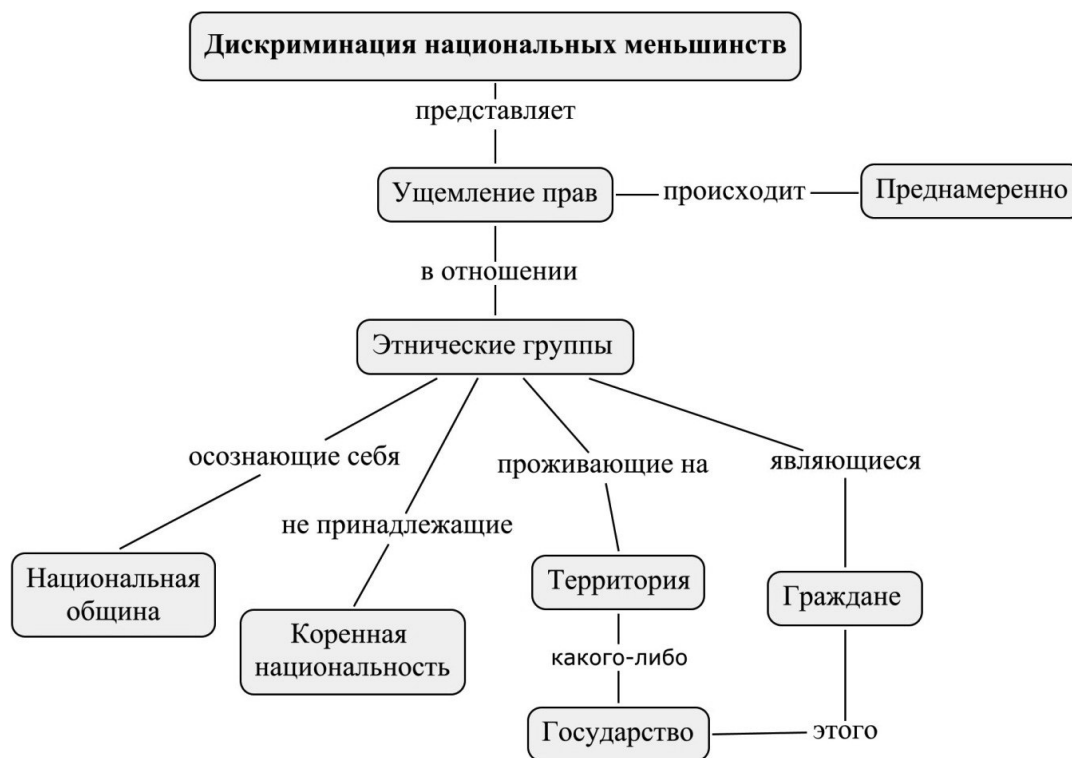 Дискриминация национальных меньшинств
представляет
Ущемление прав
происходит
Преднамеренно
в отношении
Этнические группы
осознающие себя
проживающие на
являющиеся
не принадлежащие
Национальная
община
Коренная
национальность
Территория
Граждане
какого-либо
Государство
этого